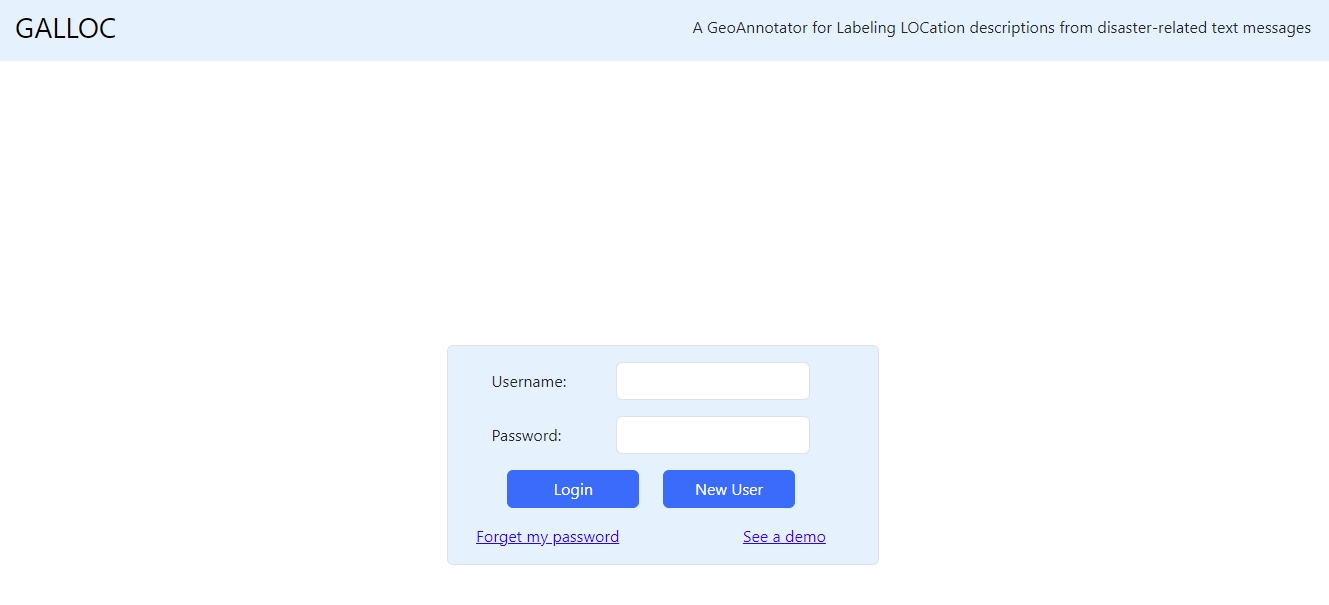 GALLOC
A GeoAnnotator for Labeling LOCation descriptions from disaster-related text messages
Username:
Password:
Login New User
Forget my password See a demo